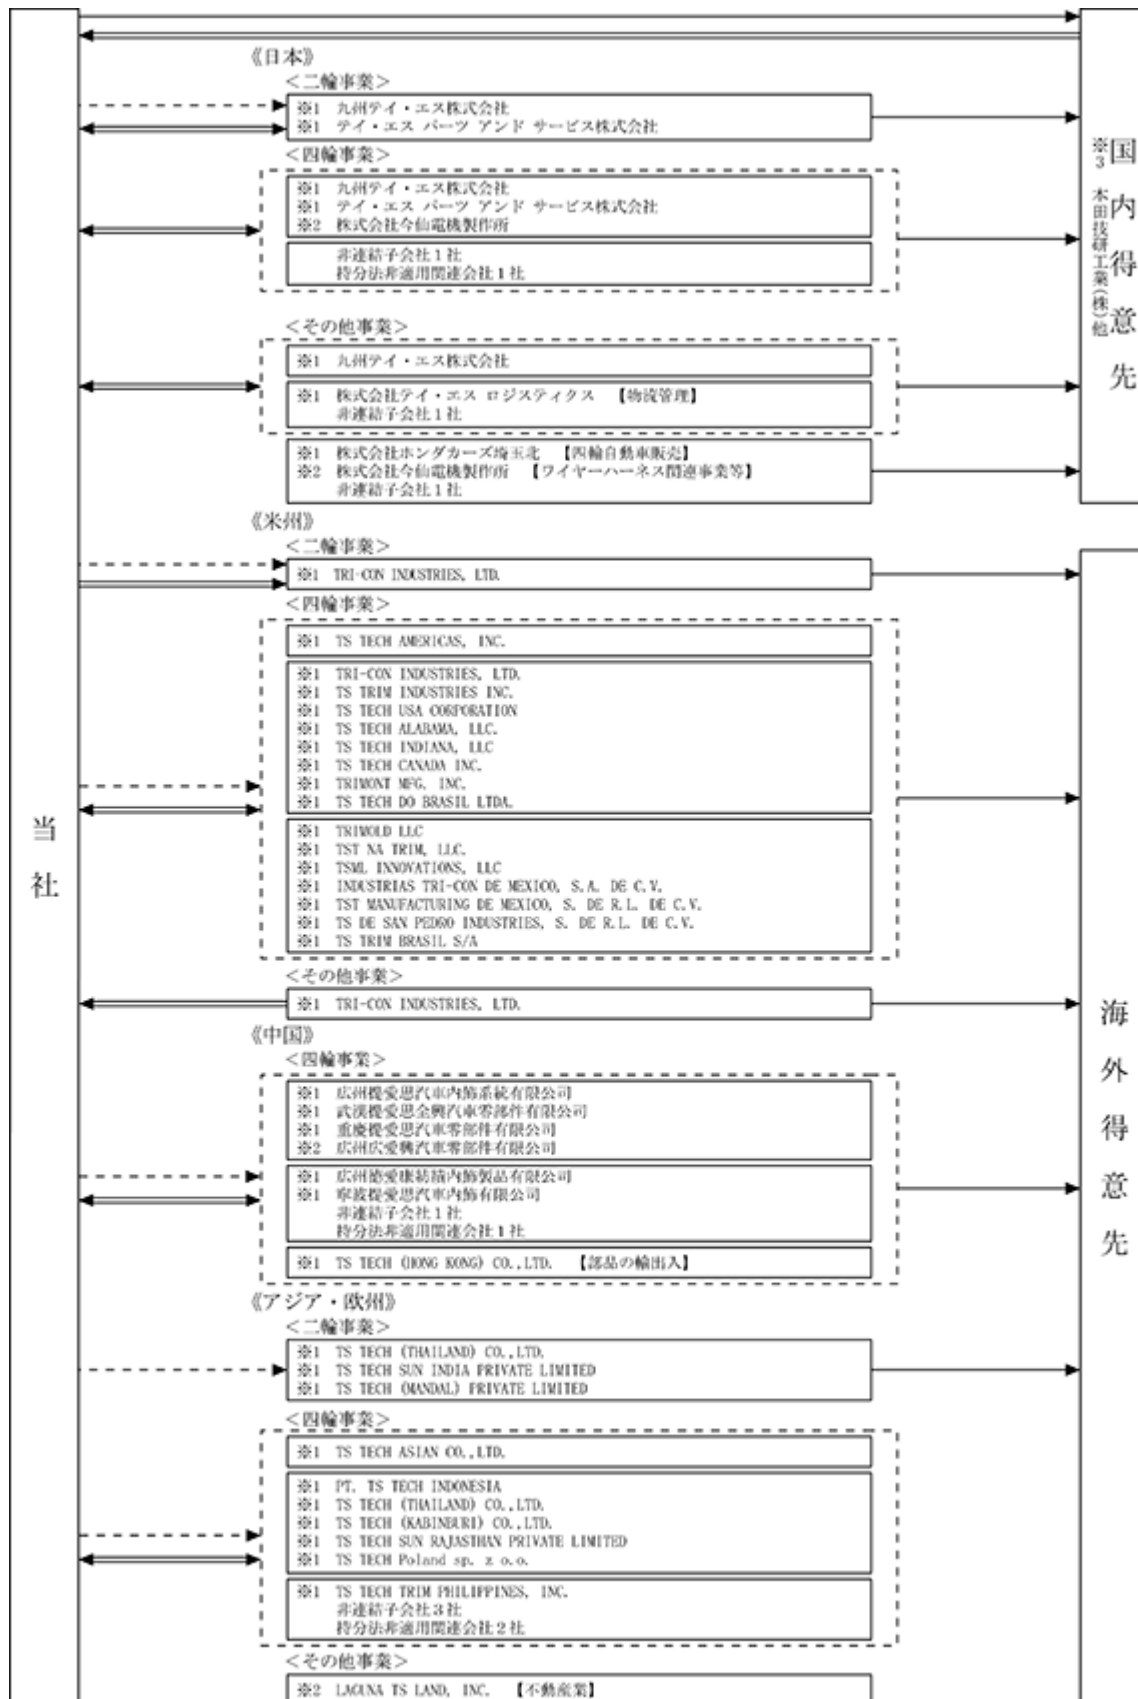 《日本》
＜二輪事業＞
※1 九州テイ・エス株式会社
※1 テイ・エス パーツ アンド サービス株式会社
＜四輪事業＞
※1 九州テイ・エス株式会社
※1 テイ・エス パーツ アンド サービス株式会社
※2 株式会社今仙電機製作所
非連結子会社1社
持分法非適用関連会社1社
＜その他事業＞
※1 九州テイ・エス株式会社
※1 株式会社テイ・エス ロジスティクス 【物流管理】
非連結子会社1社
※1 株式会社ホンダカーズ埼玉北 【四輪自動車販売】
※2 株式会社今仙電機製作所 【ワイヤーハーネス関連事業等】
非連結子会社1社
国内得意先
※3 本田技研工業(株)他
《米州》
＜二輪事業＞
※1 TRI-CON INDUSTRIES, LTD.
＜四輪事業＞
※1 TS TECH AMERICAS, INC.
※1 TRI-CON INDUSTRIES, LTD.
※1 TS TRIM INDUSTRIES INC.
※1 TS TECH USA CORPORATION
※1 TS TECH ALABAMA, LLC.
※1 TS TECH INDIANA, LLC
※1 TS TECH CANADA INC.
※1 TRIMONT MFG. INC.
※1 TS TECH DO BRASIL LTDA.
※1 TRIMOLD LLC
※1 TST NA TRIM, LLC.
※1 TSML INNOVATIONS, LLC
※1 INDUSTRIAS TRI-CON DE MEXICO, S.A. DE C.V.
※1 TST MANUFACTURING DE MEXICO, S. DE R.L. DE C.V.
※1 TS DE SAN PEDRO INDUSTRIES, S. DE R.L. DE C.V.
※1 TS TRIM BRASIL S/A
＜その他事業＞
※1 TRI-CON INDUSTRIES, LTD.
当社
《中国》
＜四輪事業＞
※1 広州提愛思汽車内飾系統有限公司
※1 武漢提愛思全興汽車零部件有限公司
※1 重慶提愛思汽車零部件有限公司
※2 広州広愛興汽車零部件有限公司
※1 広州徳愛康紡績内飾製品有限公司
※1 寧波提愛思汽車内飾有限公司
非連結子会社1社
持分法非適用関連会社1社
※1 TS TECH (HONG KONG) CO.,LTD. 【部品の輸出入】
《アジア・欧州》
＜二輪事業＞
※1 TS TECH (THAILAND) CO.,LTD.
※1 TS TECH SUN INDIA PRIVATE LIMITED
※1 TS TECH (MANDAL) PRIVATE LIMITED
＜四輪事業＞
※1 TS TECH ASIAN CO.,LTD.
※1 PT. TS TECH INDONESIA
※1 TS TECH (THAILAND) CO.,LTD.
※1 TS TECH (KABINBURI) CO.,LTD.
※1 TS TECH SUN RAJASTHAN PRIVATE LIMITED
※1 TS TECH Poland sp. z o.o.
※1 TS TECH TRIM PHILIPPINES, INC.
非連結子会社3社
持分法非適用関連会社2社
＜その他事業＞
※2 LAGUNA TS LAND, INC. 【不動産業】
海外得意先